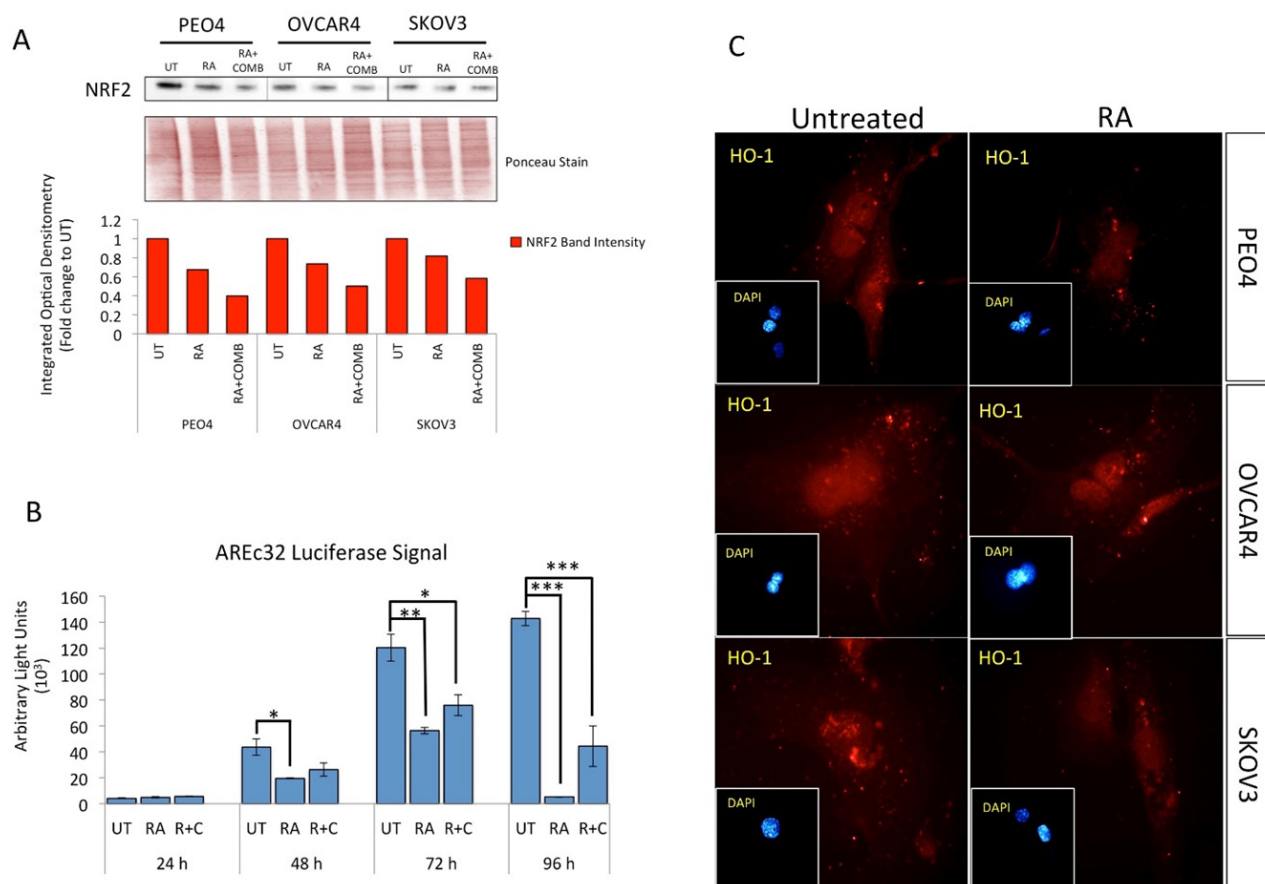 A
PEO4
OVCAR4
SKOV3
UT
RA
RA+
COMB
UT
RA
RA+
COMB
UT
RA
RA+
COMB
NRF2
Ponceau Stain
Integrated Optical Densitometry
(Fold change to UT)
1.2
1
0.8
0.6
0.4
0.2
0
NRF2 Band Intensity
UT
RA
RA+COMB
UT
RA
RA+COMB
UT
RA
RA+COMB
PEO4
OVCAR4
SKOV3
B
AREc32 Luciferase Signal
Arbitrary Light Units
(10³)
160
140
120
100
80
60
40
20
0
*
**
*
***
***
UT RA R+C
UT RA R+C
UT RA R+C
UT RA R+C
24 h
48 h
72 h
96 h
C
Untreated
RA
HO-1
DAPI
HO-1
DAPI
PEO4
HO-1
DAPI
HO-1
DAPI
OVCAR4
HO-1
DAPI
HO-1
DAPI
SKOV3